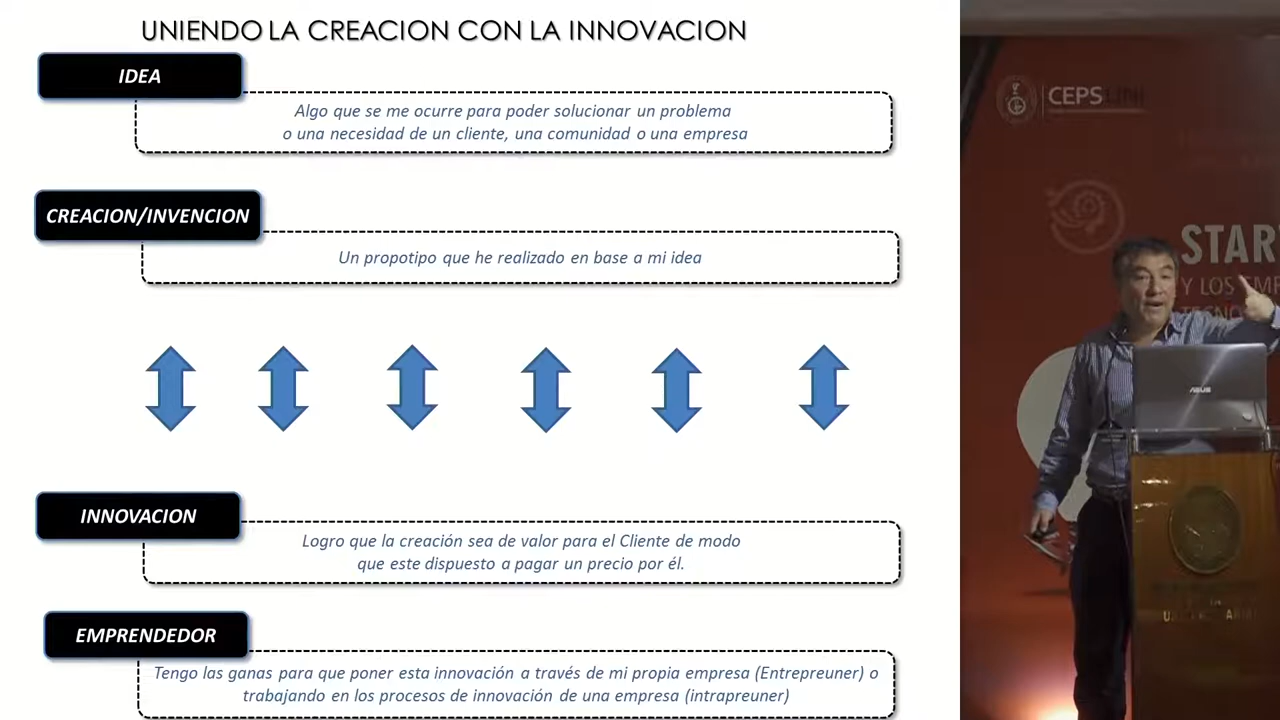 UNIENDO LA CREACION CON LA INNOVACION
IDEA
Algo que se me ocurre para poder solucionar un problema
o una necesidad de un cliente, una comunidad o una empresa
CREACION/INVENCION
Un propotipo que he realizado en base a mi idea
INNOVACION
Logro que la creación sea de valor para el Cliente de modo
que este dispuesto a pagar un precio por él.
EMPRENDEDOR
Tengo las ganas para que poner esta innovación a través de mi propia empresa (Entrepreuner) o
trabajando en los procesos de innovación de una empresa (intrapreuner)
CEPS UNI
STAR
Y LOS EMP
TECNO
ASUS